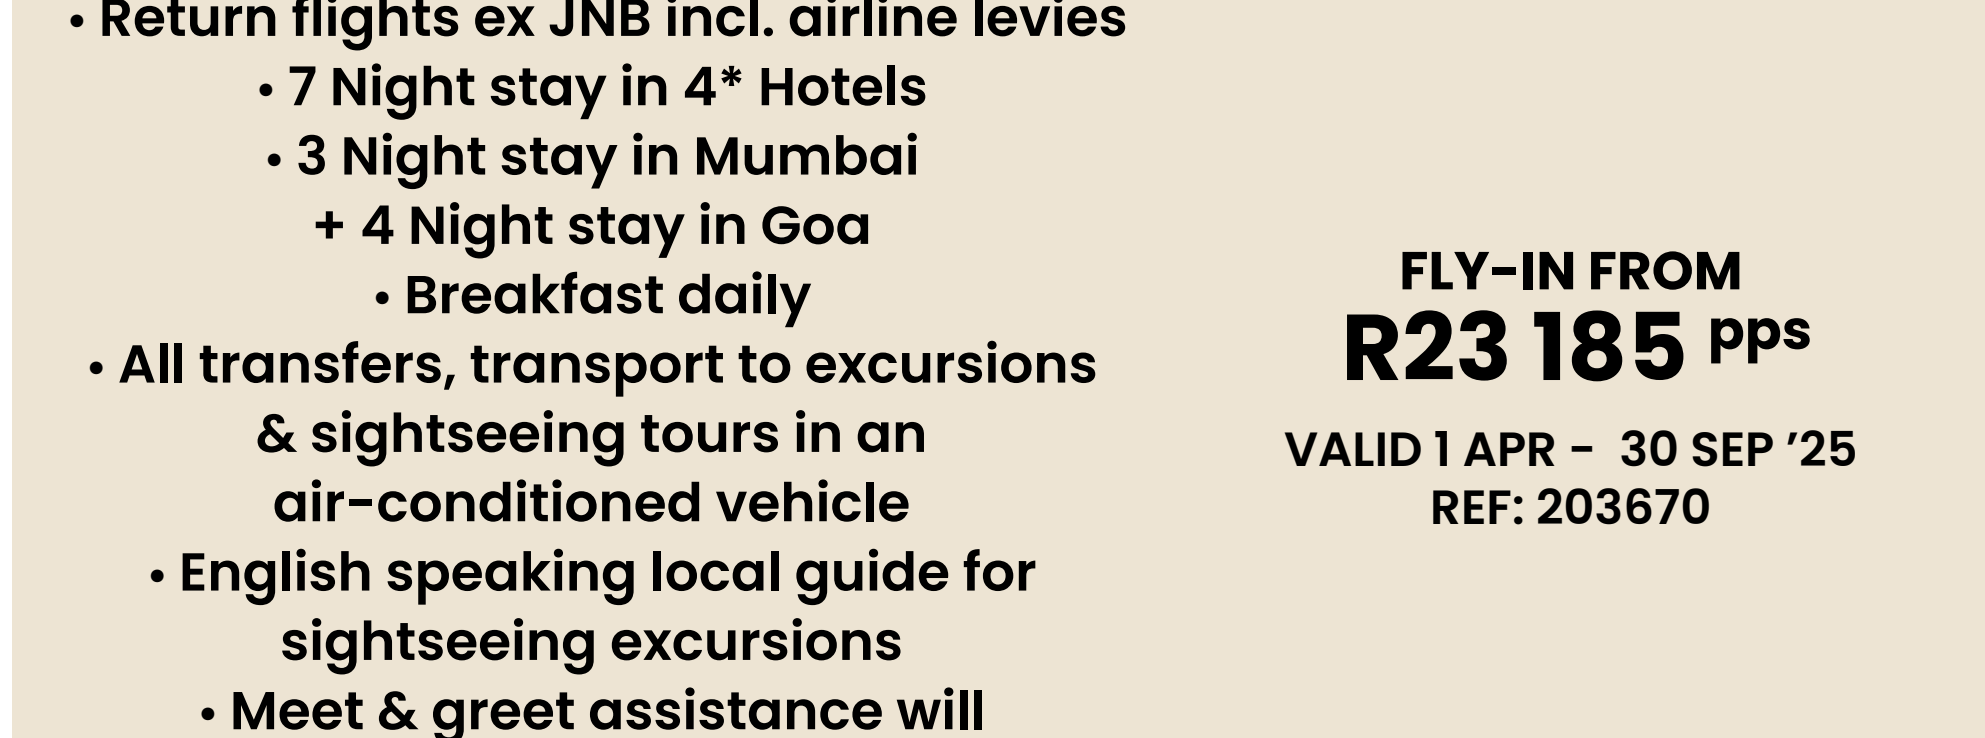 • Return flights ex JNB incl. airline levies
• 7 Night stay in 4* Hotels
• 3 Night stay in Mumbai
+ 4 Night stay in Goa
• Breakfast daily
• All transfers, transport to excursions
& sightseeing tours in an
air-conditioned vehicle
• English speaking local guide for
sightseeing excursions
• Meet & greet assistance will
FLY-IN FROM
R23 185 pps
VALID 1 APR - 30 SEP ’25
REF: 203670